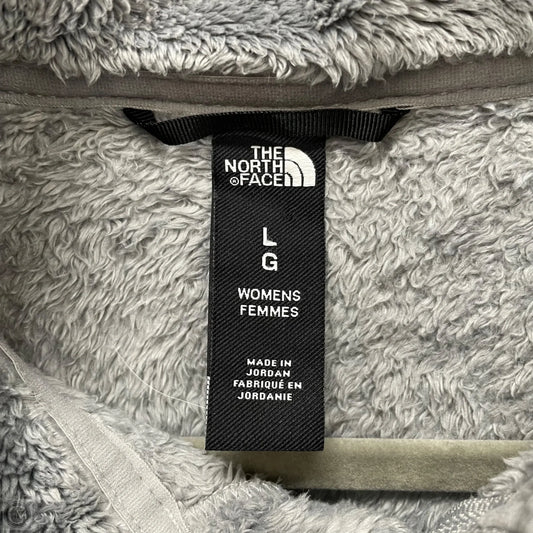 THE
NORTH
®FACE
L
G
WOMENS
FEMMES
MADE IN
JORDAN
FABRIQUÉ EN
JORDANIE